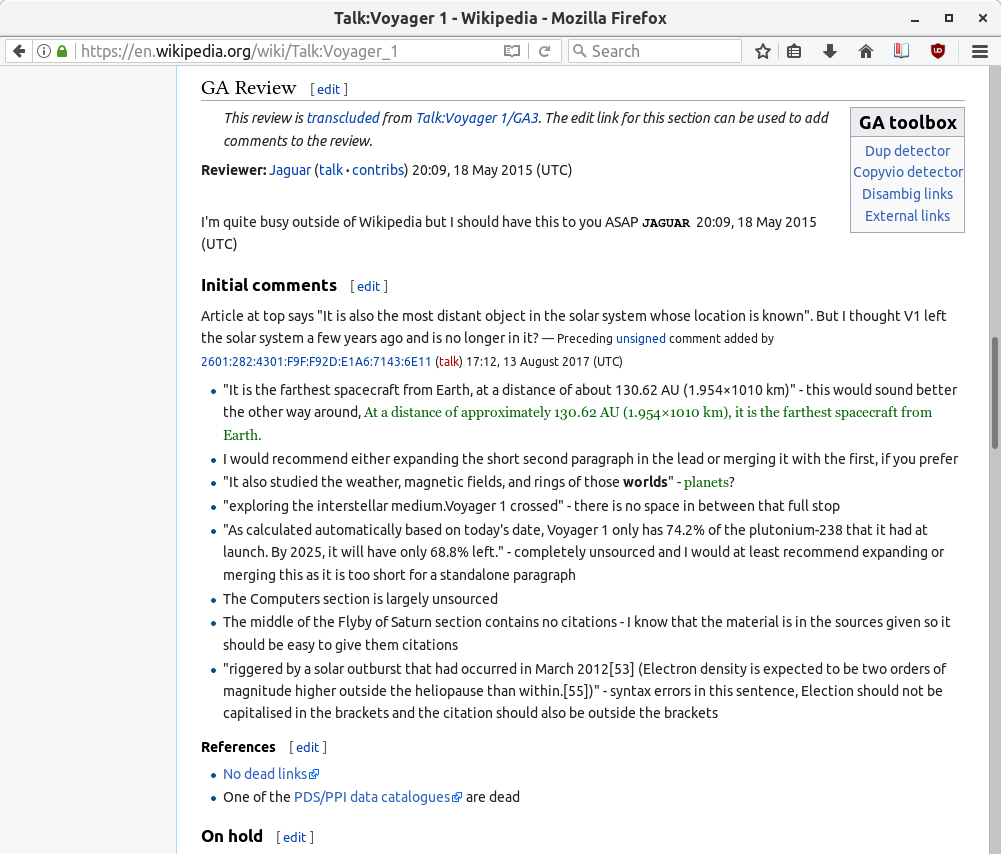 Talk:Voyager 1 - Wikipedia - Mozilla Firefox
https://en.wikipedia.org/wiki/Talk:Voyager_1
Search
GA Review [ edit ]
This review is transcluded from Talk:Voyager 1/GA3. The edit link for this section can be used to add
comments to the review.
GA toolbox
Dup detector
Copyvio detector
Disambig links
External links
Reviewer: Jaguar (talk · contribs) 20:09, 18 May 2015 (UTC)
I'm quite busy outside of Wikipedia but I should have this to you ASAP JAGUAR 20:09, 18 May 2015
(UTC)
Initial comments [ edit ]
Article at top says "It is also the most distant object in the solar system whose location is known". But I thought V1 left
the solar system a few years ago and is no longer in it? — Preceding unsigned comment added by
2601:282:4301:F9F:F92D:E1A6:7143:6E11 (talk) 17:12, 13 August 2017 (UTC)
• "It is the farthest spacecraft from Earth, at a distance of about 130.62 AU (1.954×1010 km)" - this would sound better
the other way around, At a distance of approximately 130.62 AU (1.954×1010 km), it is the farthest spacecraft from
Earth.
• I would recommend either expanding the short second paragraph in the lead or merging it with the first, if you prefer
• "It also studied the weather, magnetic fields, and rings of those worlds" - planets?
• "exploring the interstellar medium.Voyager 1 crossed" - there is no space in between that full stop
• "As calculated automatically based on today's date, Voyager 1 only has 74.2% of the plutonium-238 that it had at
launch. By 2025, it will have only 68.8% left." - completely unsourced and I would at least recommend expanding or
merging this as it is too short for a standalone paragraph
• The Computers section is largely unsourced
• The middle of the Flyby of Saturn section contains no citations - I know that the material is in the sources given so it
should be easy to give them citations
• "riggered by a solar outburst that had occurred in March 2012[53] (Electron density is expected to be two orders of
magnitude higher outside the heliopause than within.[55])" - syntax errors in this sentence, Election should not be
capitalised in the brackets and the citation should also be outside the brackets
References [ edit ]
• No dead links
• One of the PDS/PPI data catalogues are dead
On hold [ edit ]